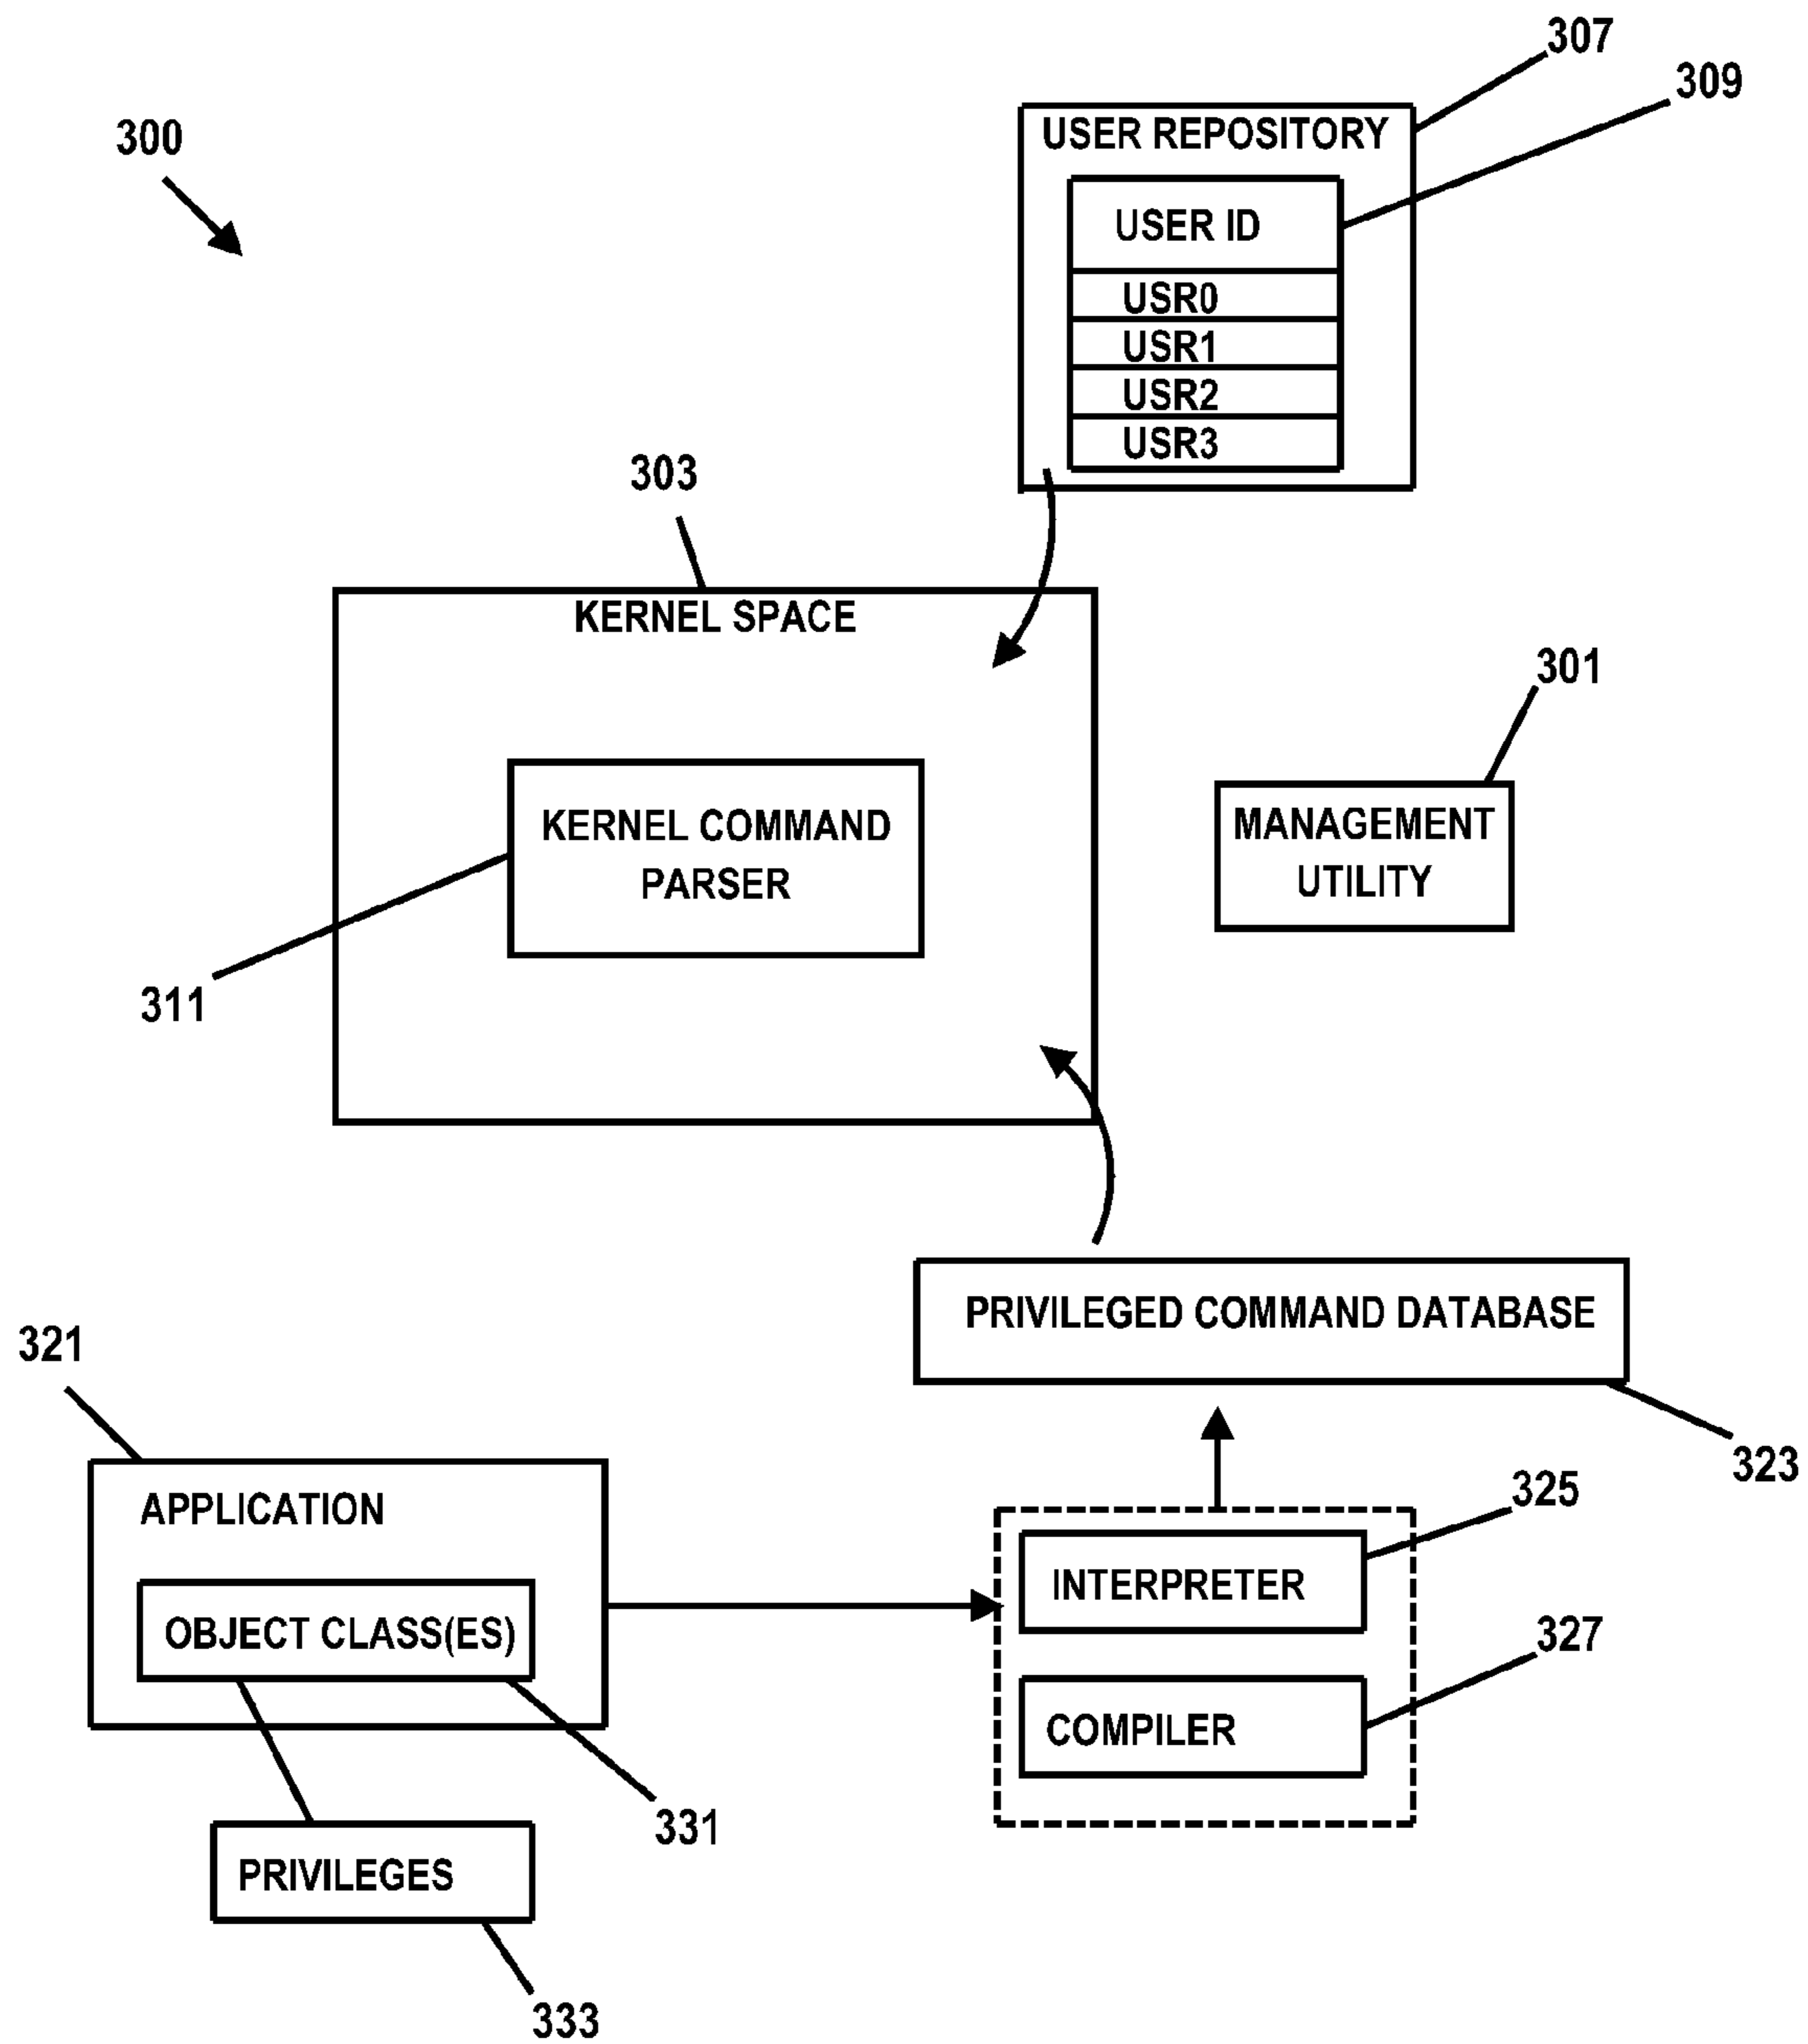 307
309
300
USER REPOSITORY
USER ID
USR0
USR1
USR2
USR3
303
KERNEL SPACE
301
KERNEL COMMAND
PARSER
MANAGEMENT
UTILITY
311
PRIVILEGED COMMAND DATABASE
321
323
325
APPLICATION
INTERPRETER
OBJECT CLASS(ES)
327
COMPILER
331
PRIVILEGES
333